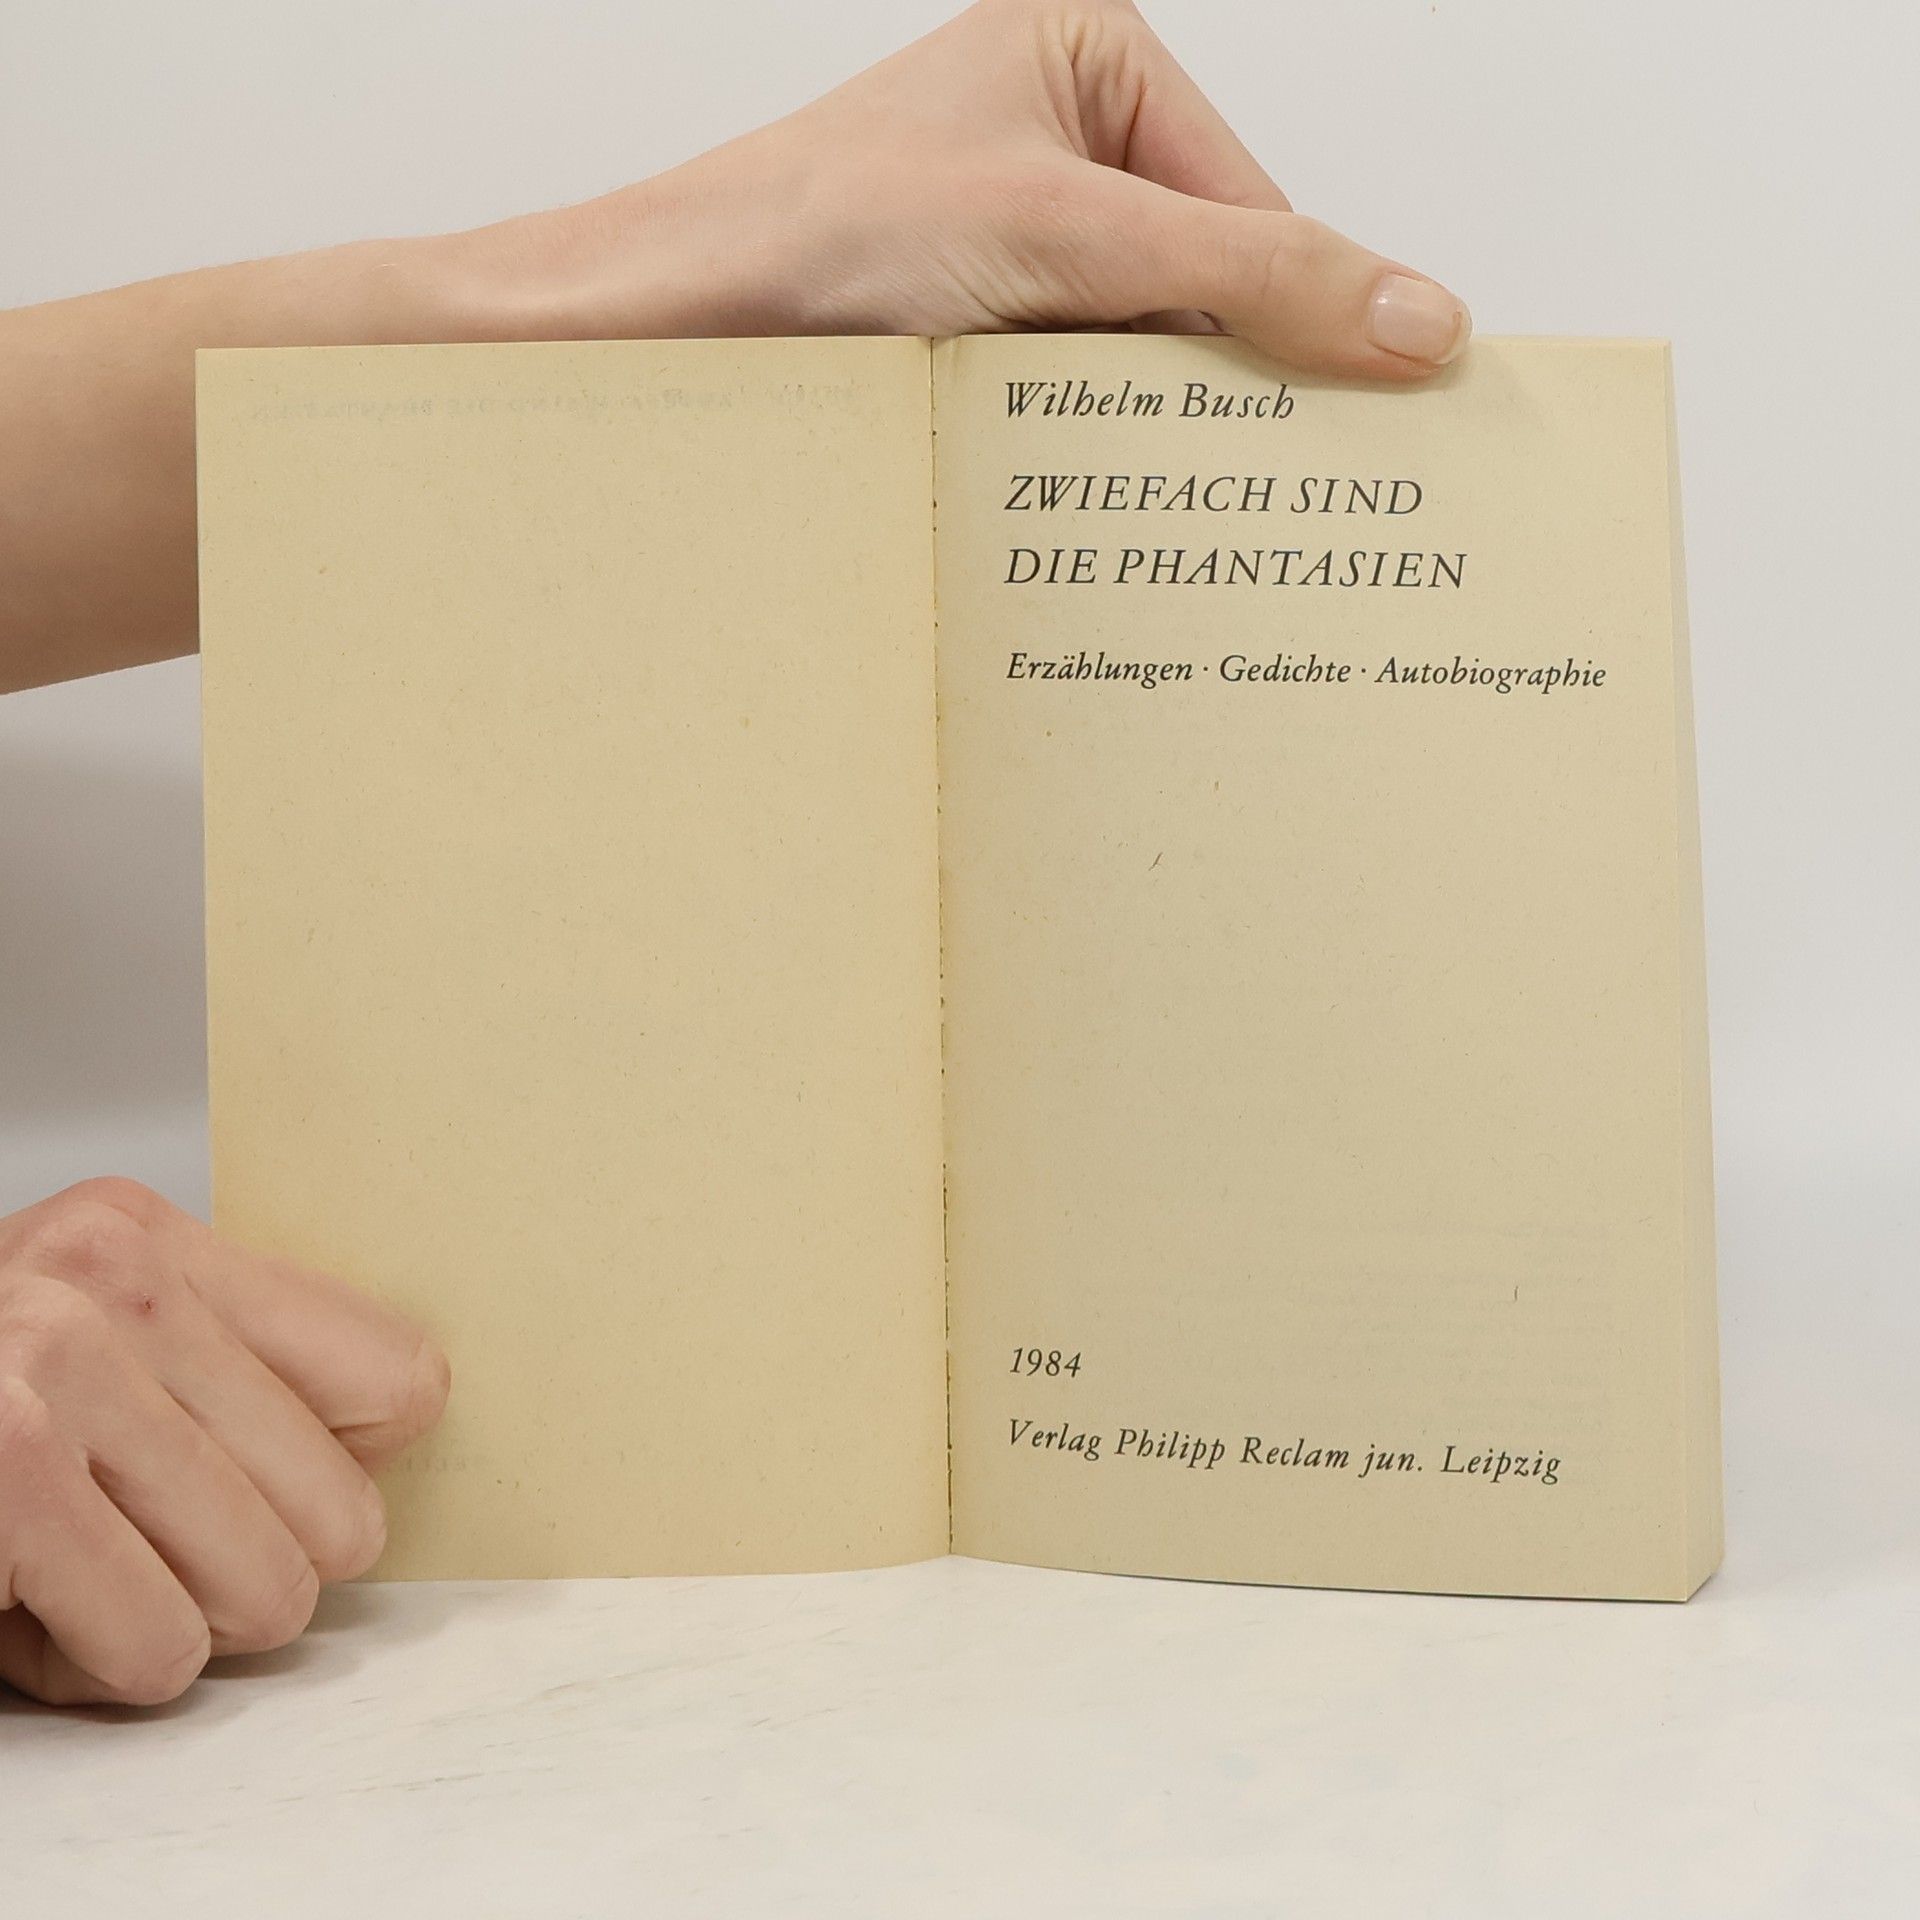 Wilhelm Busch
ZWIEFACH SIND
DIE PHANTASIEN
Erzählungen · Gedichte · Autobiographie
1984
Verlag Philipp Reclam jun. Leipzig